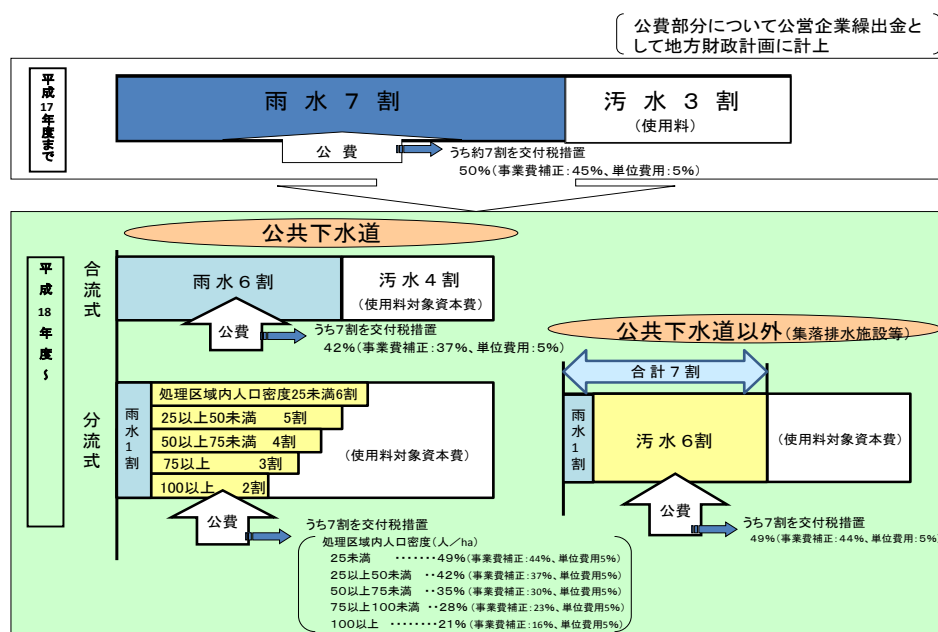 公費部分について公営企業繰出金と
して地方財政計画に計上
平成17年度まで
雨水7割
汚水3割
(使用料)
公費
うち約7割を交付税措置
50%(事業費補正:45%、単位費用:5%)
公共下水道
平成18年度～
合流式
雨水6割
汚水4割
(使用料対象資本費)
公費
うち7割を交付税措置
42%(事業費補正:37%、単位費用:5%)
公共下水道以外(集落排水施設等)
合計7割
分流式
雨水1割
処理区域内人口密度25未満6割
25以上50未満 5割
50以上75未満 4割
75以上 3割
100以上 2割
(使用料対象資本費)
雨水1割
汚水6割
(使用料対象資本費)
公費
うち7割を交付税措置
公費
うち7割を交付税措置
49%(事業費補正:44%、単位費用:5%)
処理区域内人口密度(人/ha)
25未満 ‥‥‥‥49%(事業費補正:44%、単位費用5%)
25以上50未満 ‥42%(事業費補正:37%、単位費用5%)
50以上75未満 ‥35%(事業費補正:30%、単位費用5%)
75以上100未満 ‥28%(事業費補正:23%、単位費用5%)
100以上 ‥‥‥‥21%(事業費補正:16%、単位費用5%)